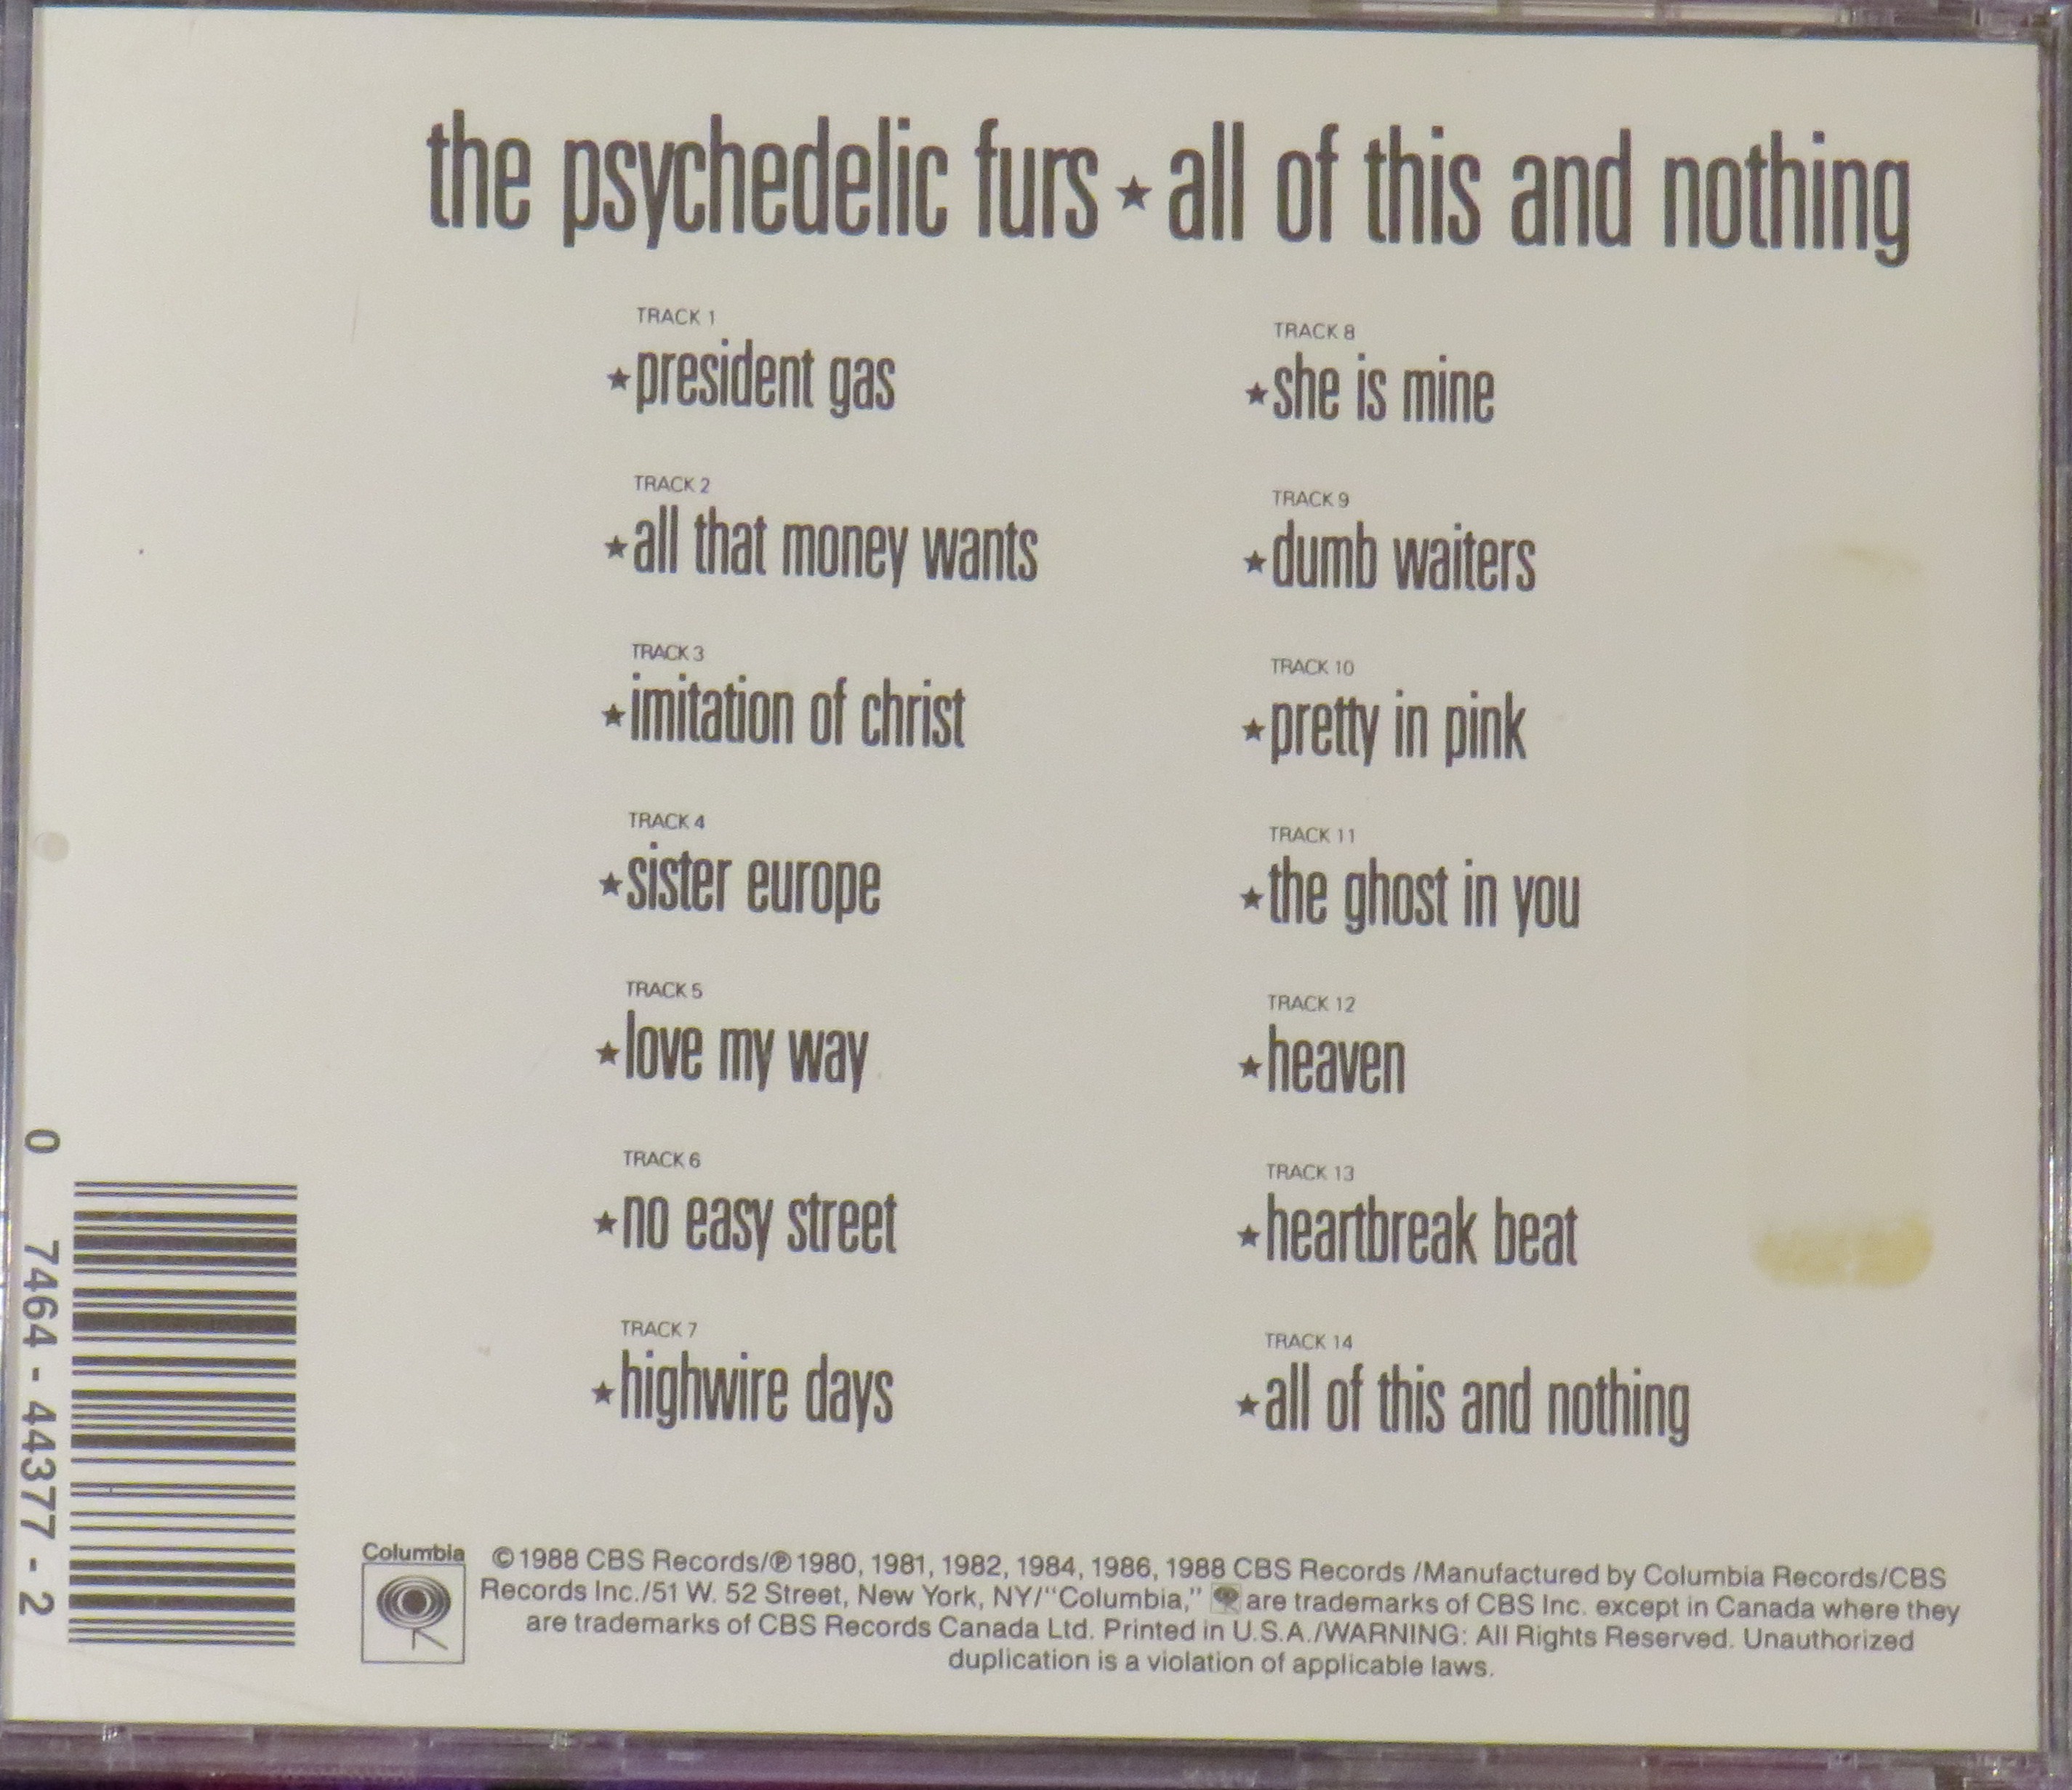 the psychedelic furs ★ all of this and nothing
TRACK 1
★president gas
TRACK 2
★all that money wants
TRACK 3
★imitation of christ
TRACK 4
★sister europe
TRACK 5
★love my way
TRACK 6
★no easy street
TRACK 7
★highwire days
TRACK 8
★she is mine
TRACK 9
★dumb waiters
TRACK 10
★pretty in pink
TRACK 11
★the ghost in you
TRACK 12
★heaven
TRACK 13
★heartbreak beat
TRACK 14
★all of this and nothing
0 7464-44377-2
Columbia
©1988 CBS Records/℗1980, 1981, 1982, 1984, 1986, 1988 CBS Records /Manufactured by Columbia Records/CBS
Records Inc./51 W. 52 Street, New York, NY/“Columbia,” are trademarks of CBS Inc. except in Canada where they
are trademarks of CBS Records Canada Ltd. Printed in U.S.A./WARNING: All Rights Reserved. Unauthorized
duplication is a violation of applicable laws.